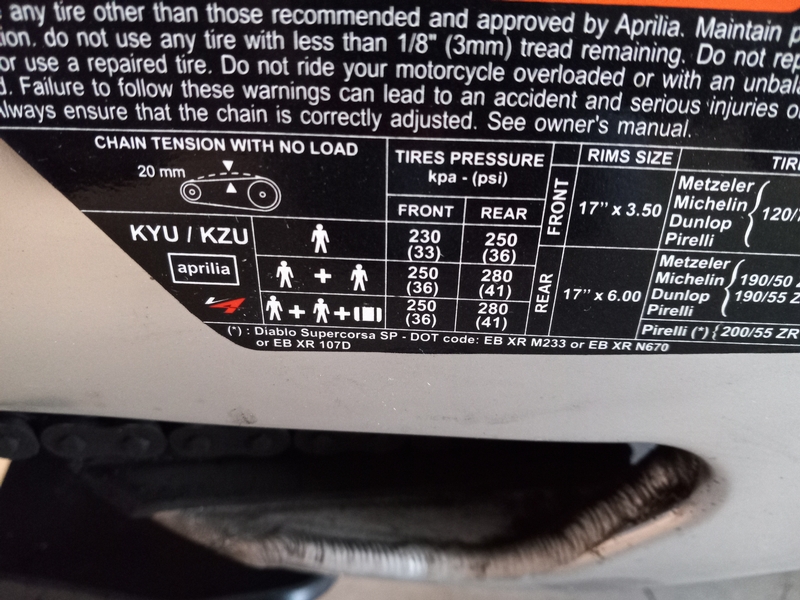 any tire other than those recommended and approved by Aprilia. Maintain
do not use any tire with less than 1/8" (3mm) tread remaining. Do not
or use a repaired tire. Do not ride your motorcycle overloaded or with an
Failure to follow these warnings can lead to an accident and serious injuries
Always ensure that the chain is correctly adjusted. See owner's manual.
CHAIN TENSION WITH NO LOAD
20 mm
TIRES PRESSURE
kpa - (psi)
FRONT REAR
KYU / KZU
aprilia
230 250
(33) (36)
+
250 280
(36) (41)
+ +
250 280
(36) (41)
RIMS SIZE
FRONT
17" x 3.50
Metzeler
Michelin
Dunlop
Pirelli
120/
REAR
17" x 6.00
Metzeler
Michelin
Dunlop
Pirelli
190/50
190/55
Pirelli (*) { 200/55 ZR
(*) : Diablo Supercorsa SP - DOT code: EB XR M233 or EB XR N670
or EB XR 107D